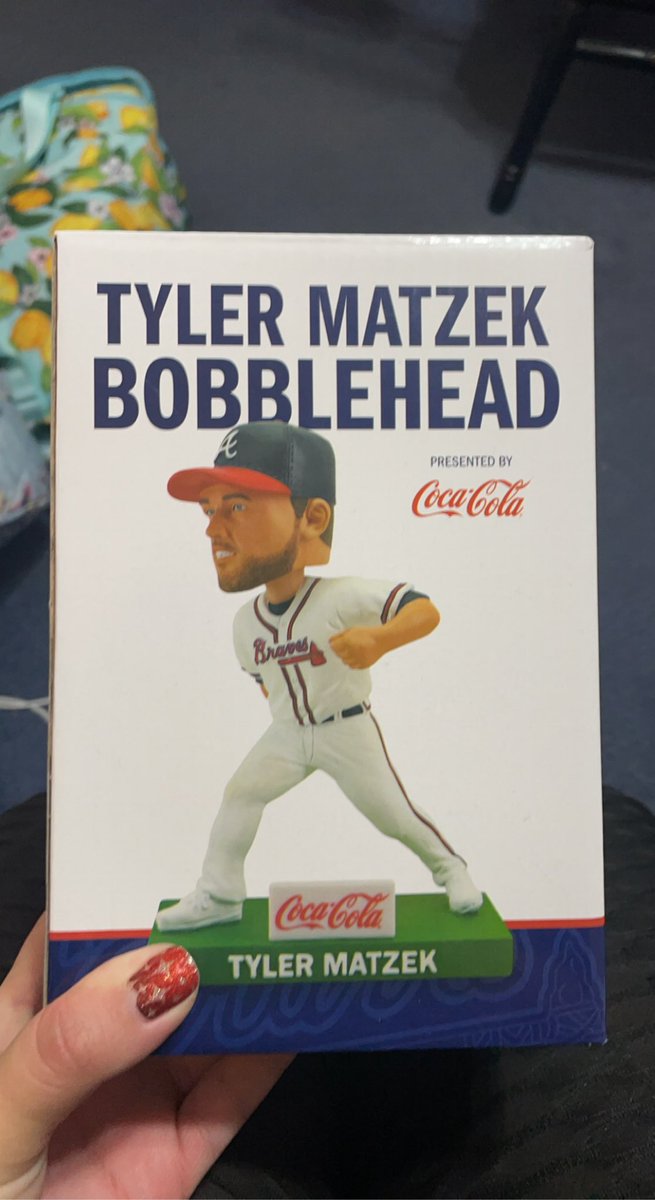 TYLER MATZEK
BOBBLEHEAD
PRESENTED BY
Coca-Cola
A
Braves
Coca-Cola
TYLER MATZEK